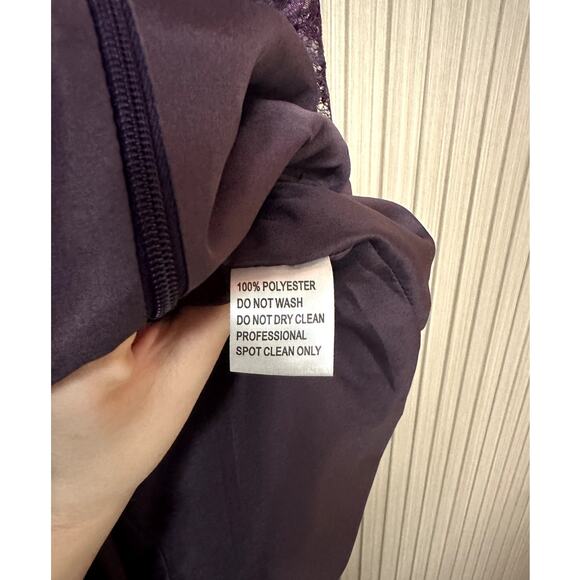 100% POLYESTER
DO NOT WASH
DO NOT DRY CLEAN
PROFESSIONAL
SPOT CLEAN ONLY